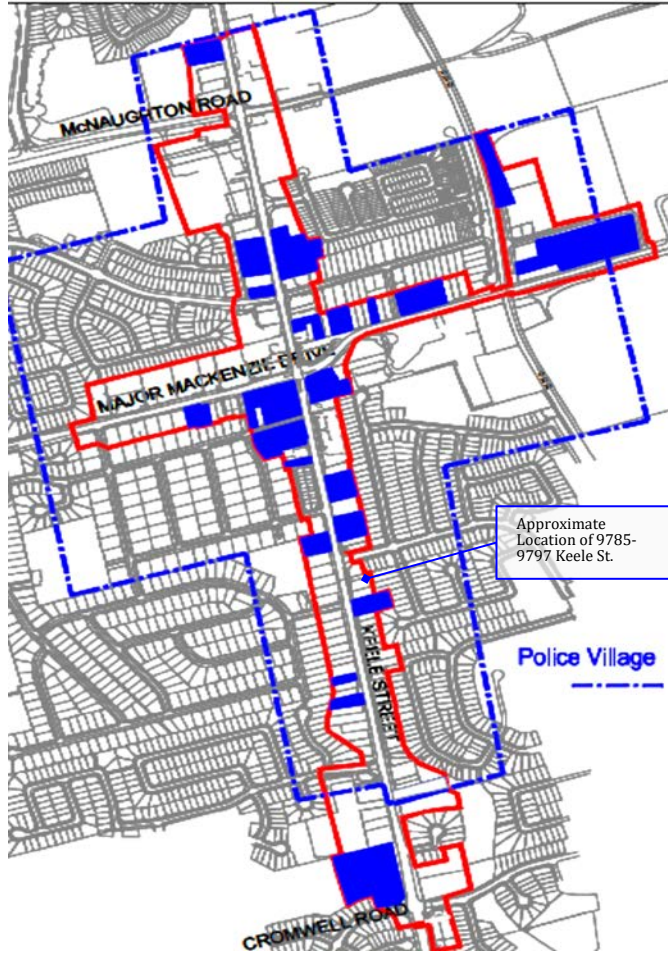 McNAUGHTON ROAD
MAJOR MACKENZIE DRIVE
Approximate
Location of 9785-
9797 Keele St.
KEELE STREET
Police Village
CROMWELL ROAD